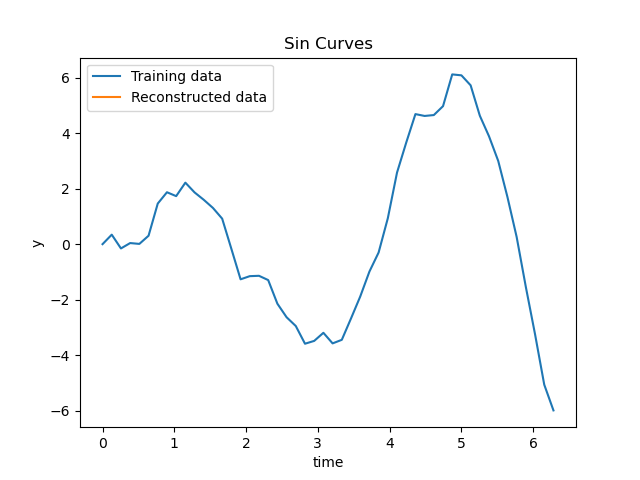 Sin Curves
Training data
Reconstructed data
6
4
2
0
−2
−4
−6
y
0 1 2 3 4 5 6
time